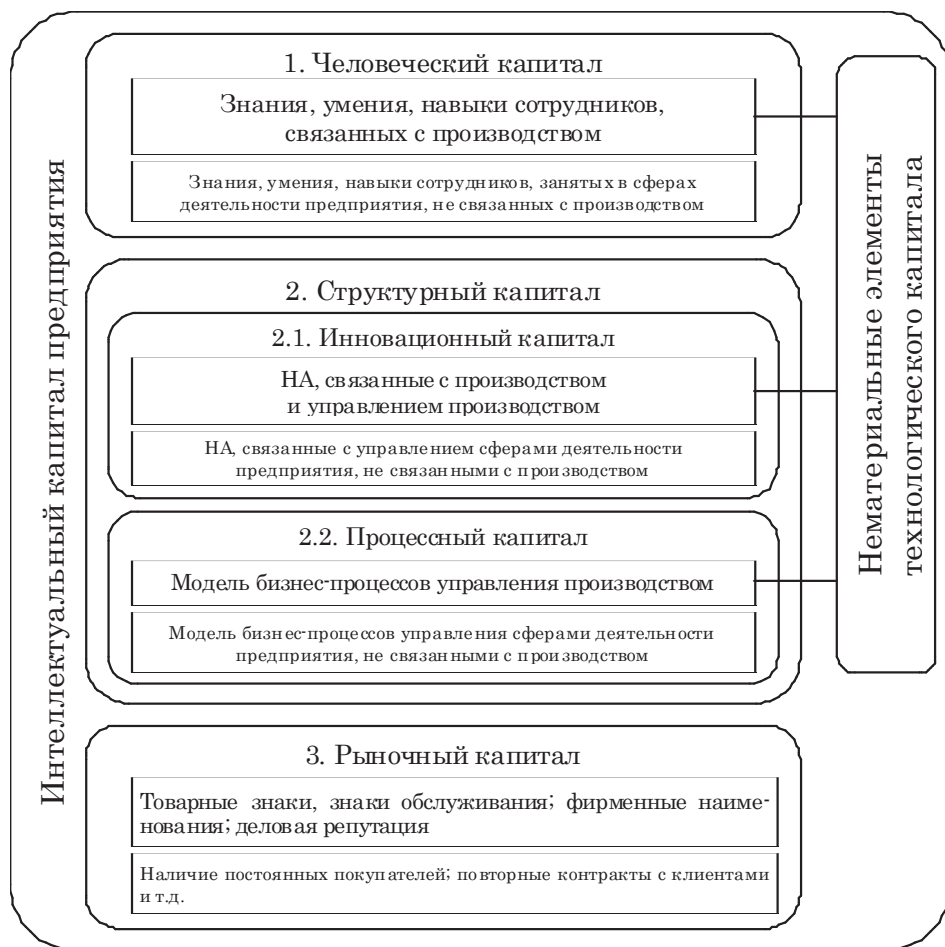 Интеллектуальный капитал предприятия
1. Человеческий капитал
Знания, умения, навыки сотрудников,
связанных с производством
Знания, умения, навыки сотрудников, занятых в сферах
деятельности предприятия, не связанных с производством
2. Структурный капитал
2.1. Инновационный капитал
НА, связанные с производством
и управлением производством
НА, связанные с управлением сферами деятельности
предприятия, не связанными с производством
2.2. Процессный капитал
Модель бизнес-процессов управления производством
Модель бизнес-процессов управления сферами деятельности
предприятия, не связанными с производством
3. Рыночный капитал
Товарные знаки, знаки обслуживания; фирменные наиме-
нования; деловая репутация
Наличие постоянных покупателей; повторные контракты с клиентами
и т.д.
Нематериальные элементы
технологического капитала